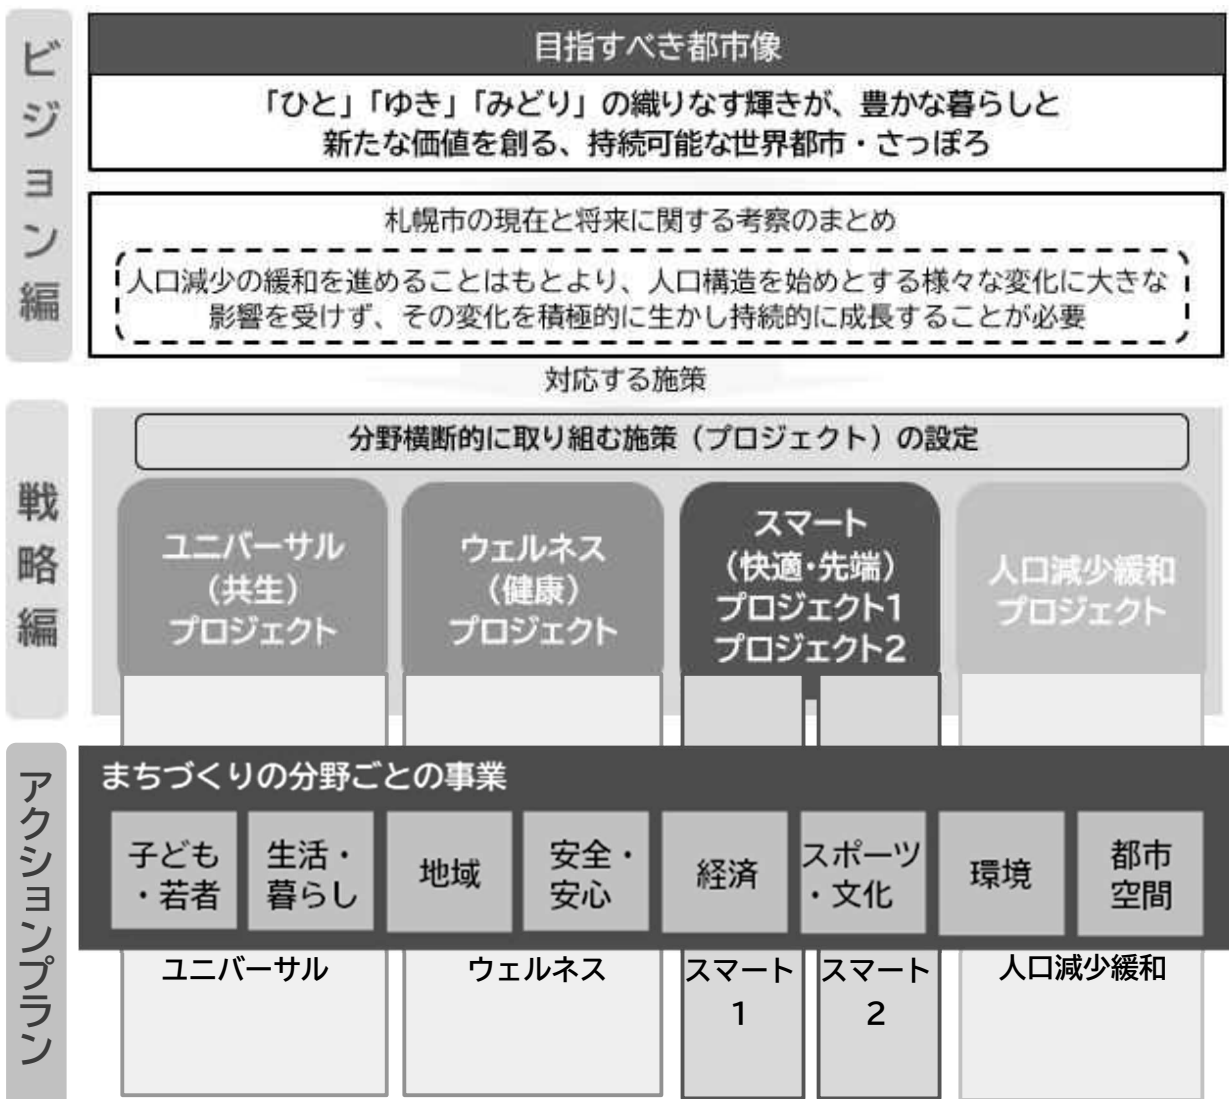 ビジョン編
目指すべき都市像
「ひと」「ゆき」「みどり」の織りなす輝きが、豊かな暮らしと
新たな価値を創る、持続可能な世界都市・さっぽろ
札幌市の現在と将来に関する考察のまとめ
人口減少の緩和を進めることはもとより、人口構造を始めとする様々な変化に大きな
影響を受けず、その変化を積極的に生かし持続的に成長することが必要
対応する施策
戦略編
分野横断的に取り組む施策（プロジェクト）の設定
ユニバーサル
（共生）
プロジェクト
ウェルネス
（健康）
プロジェクト
スマート
（快適・先端）
プロジェクト1
プロジェクト2
人口減少緩和
プロジェクト
アクションプラン
まちづくりの分野ごとの事業
子ども
・若者
生活・
暮らし
地域
安全・
安心
経済
スポーツ
・文化
環境
都市
空間
ユニバーサル
ウェルネス
スマート
1
スマート
2
人口減少緩和